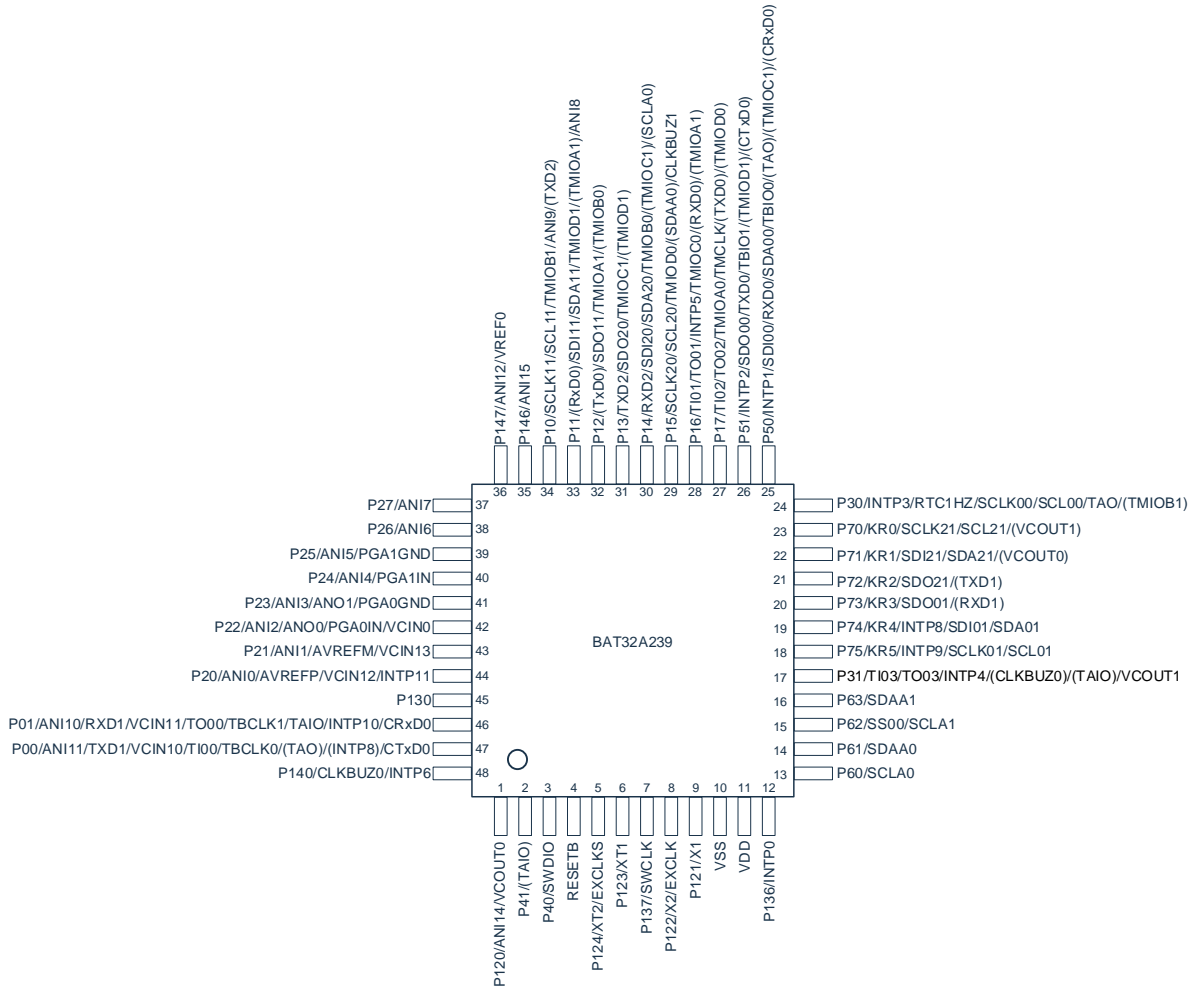 P147/ANI12/VREF0
P146/ANI15
P10/SCLK11/SCL11/TMIOB1/ANI9/(TXD2)
P11/(RxD0)/SDI11/SDA11/TMIOD1/(TMIOA1)/ANI8
P12/(TxD0)/SDO11/TMIOA1/(TMIOB0)
P13/TXD2/SDO20/TMIOC1/(TMIOD1)
P14/RXD2/SDI20/SDA20/TMIOB0/(TMIOC1)/(SCLA0)
P15/SCLK20/SCL20/TMIOD0/(SDAA0)/CLKBUZ1
P16/TI01/TO01/INTP5/TMIOC0/(RXD0)/(TMIOA1)
P17/TI02/TO02/TMIOA0/TMCLK/(TXD0)/(TMIOD0)
P51/INTP2/SDO00/TXD0/TBIO1/(TMIOD1)/(CTxD0)
P50/INTP1/SDI00/RXD0/SDA00/TBIO0/(TAO)/(TMIOC1)/(CRxD0)
36 35 34 33 32 31 30 29 28 27 26 25
P27/ANI7 37
P26/ANI6 38
P25/ANI5/PGA1GND 39
P24/ANI4/PGA1IN 40
P23/ANI3/ANO1/PGA0GND 41
P22/ANI2/ANO0/PGA0IN/VCIN0 42
P21/ANI1/AVREFM/VCIN13 43
P20/ANI0/AVREFP/VCIN12/INTP11 44
P130 45
P01/ANI10/RXD1/VCIN11/TO00/TBCLK1/TAIO/INTP10/CRxD0 46
P00/ANI11/TXD1/VCIN10/TI00/TBCLK0/(TAO)/(INTP8)/CTxD0 47
P140/CLKBUZ0/INTP6 48
BAT32A239
24 P30/INTP3/RTC1HZ/SCLK00/SCL00/TAO/(TMIOB1)
23 P70/KR0/SCLK21/SCL21/(VCOUT1)
22 P71/KR1/SDI21/SDA21/(VCOUT0)
21 P72/KR2/SDO21/(TXD1)
20 P73/KR3/SDO01/(RXD1)
19 P74/KR4/INTP8/SDI01/SDA01
18 P75/KR5/INTP9/SCLK01/SCL01
17 P31/TI03/TO03/INTP4/(CLKBUZ0)/(TAIO)/VCOUT1
16 P63/SDAA1
15 P62/SS00/SCLA1
14 P61/SDAA0
13 P60/SCLA0
1 2 3 4 5 6 7 8 9 10 11 12
P120/ANI14/VCOUT0
P41/(TAIO)
P40/SWDIO
RESETB
P124/XT2/EXCLKS
P123/XT1
P137/SWCLK
P122/X2/EXCLK
P121/X1
VSS
VDD
P136/INTP0